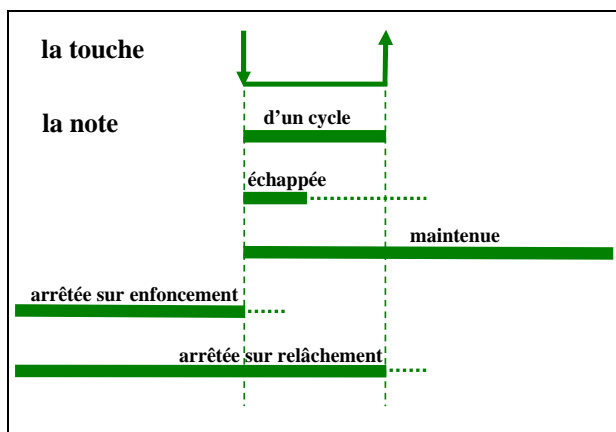 la touche
la note
d'un cycle
échappée
maintenue
arrêtée sur enfoncement
arrêtée sur relâchement